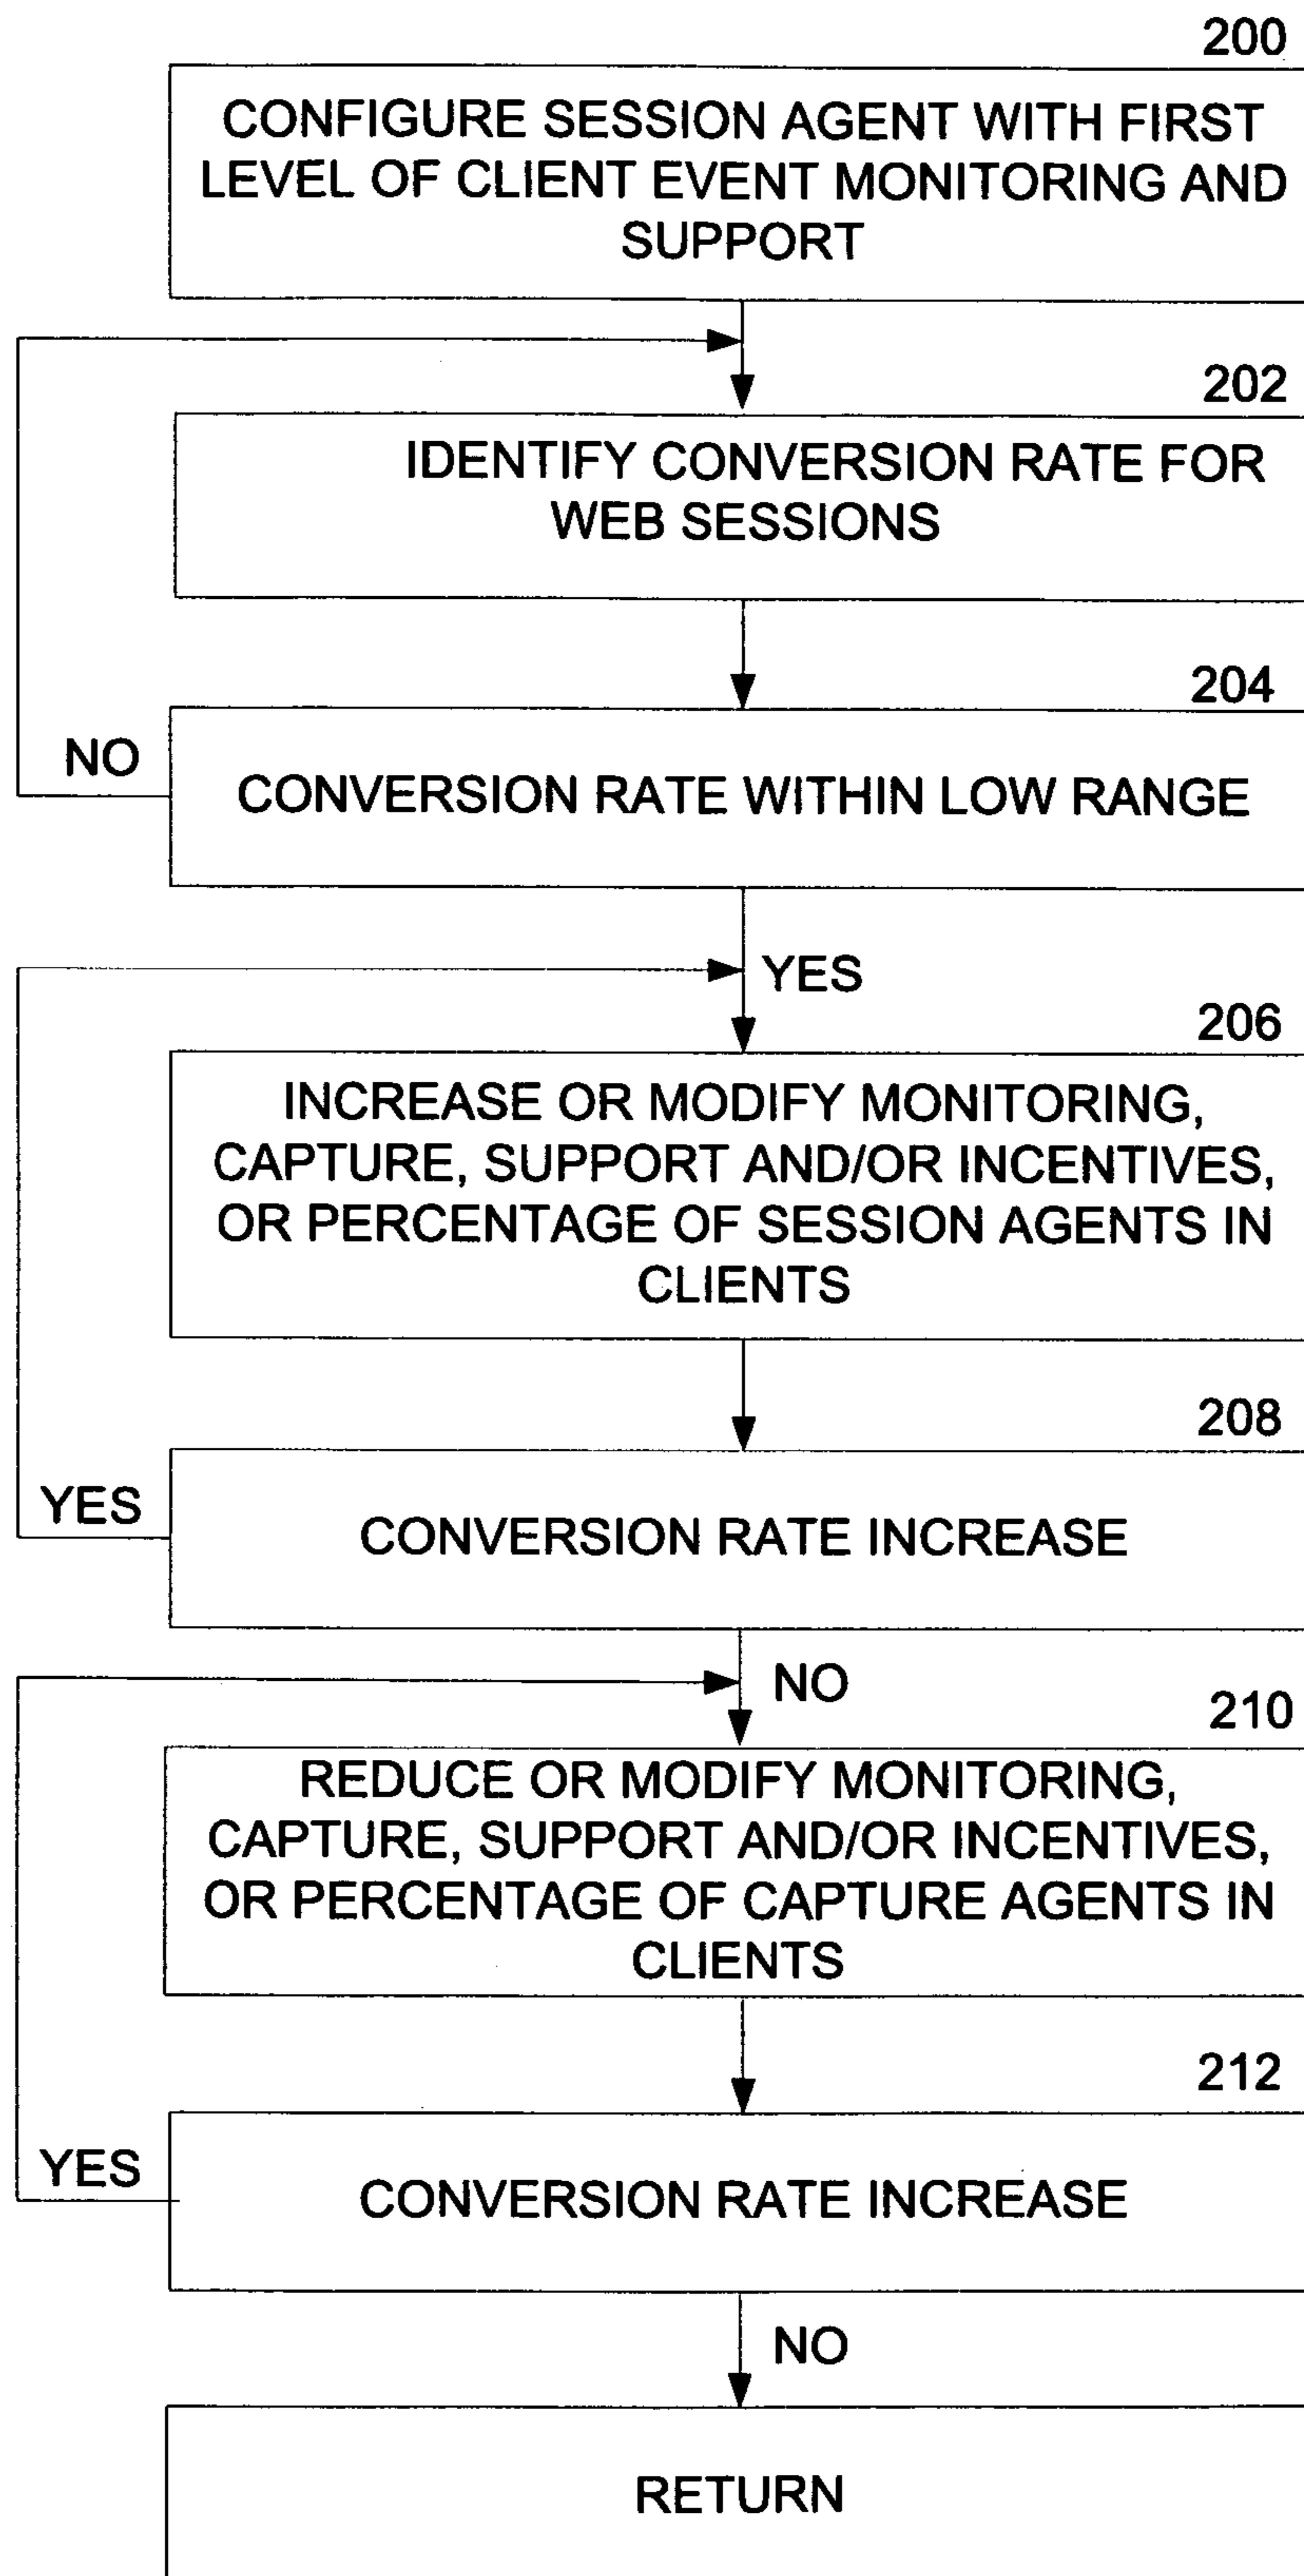 200
CONFIGURE SESSION AGENT WITH FIRST
LEVEL OF CLIENT EVENT MONITORING AND
SUPPORT
202
IDENTIFY CONVERSION RATE FOR
WEB SESSIONS
204
NO
CONVERSION RATE WITHIN LOW RANGE
YES
206
INCREASE OR MODIFY MONITORING,
CAPTURE, SUPPORT AND/OR INCENTIVES,
OR PERCENTAGE OF SESSION AGENTS IN
CLIENTS
208
YES
CONVERSION RATE INCREASE
NO
210
REDUCE OR MODIFY MONITORING,
CAPTURE, SUPPORT AND/OR INCENTIVES,
OR PERCENTAGE OF CAPTURE AGENTS IN
CLIENTS
212
YES
CONVERSION RATE INCREASE
NO
RETURN